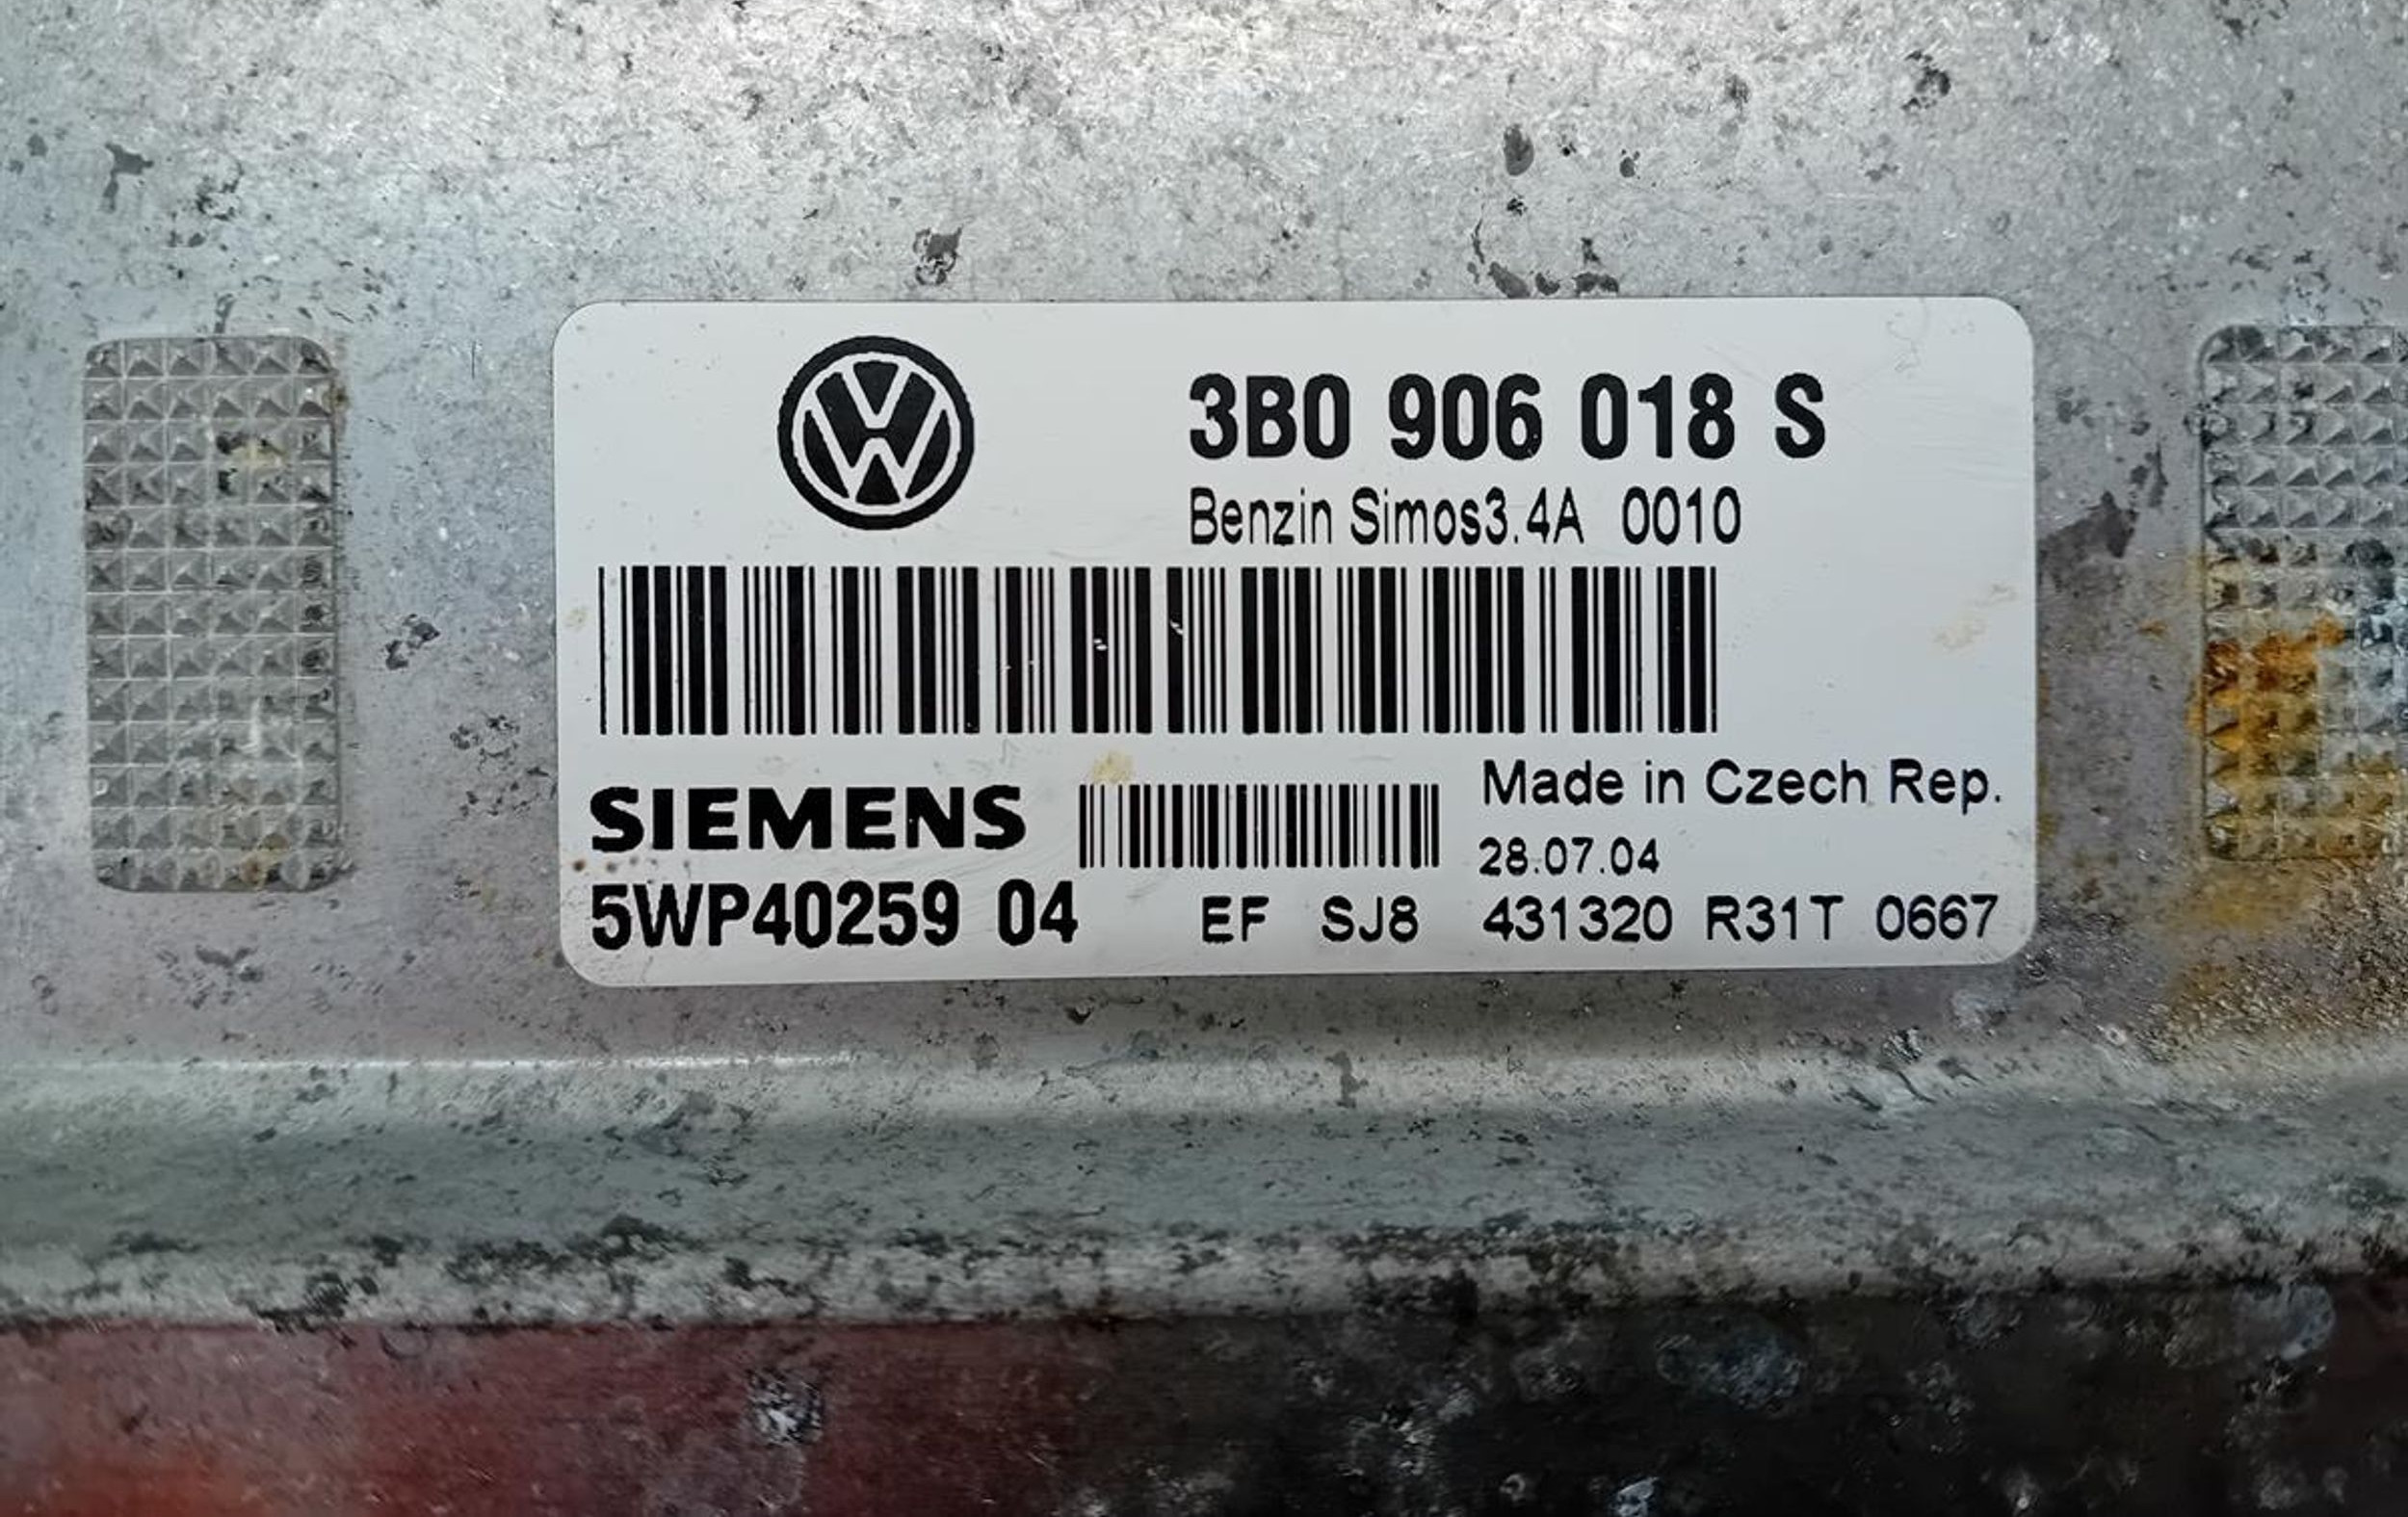 3B0 906 018 S
Benzin Simos3.4A 0010
SIEMENS
Made in Czech Rep.
28.07.04
5WP40259 04 EF SJ8 431320 R31T 0667